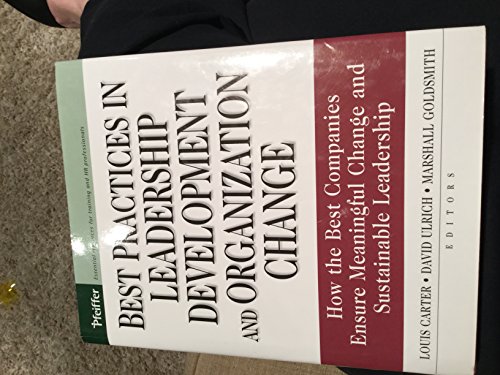 Pfeiffer
Essential resources for training and HR professionals
BEST PRACTICES IN
LEADERSHIP
DEVELOPMENT
AND ORGANIZATION
CHANGE
How the Best Companies
Ensure Meaningful Change and
Sustainable Leadership
LOUIS CARTER • DAVID ULRICH • MARSHALL GOLDSMITH
EDITORS